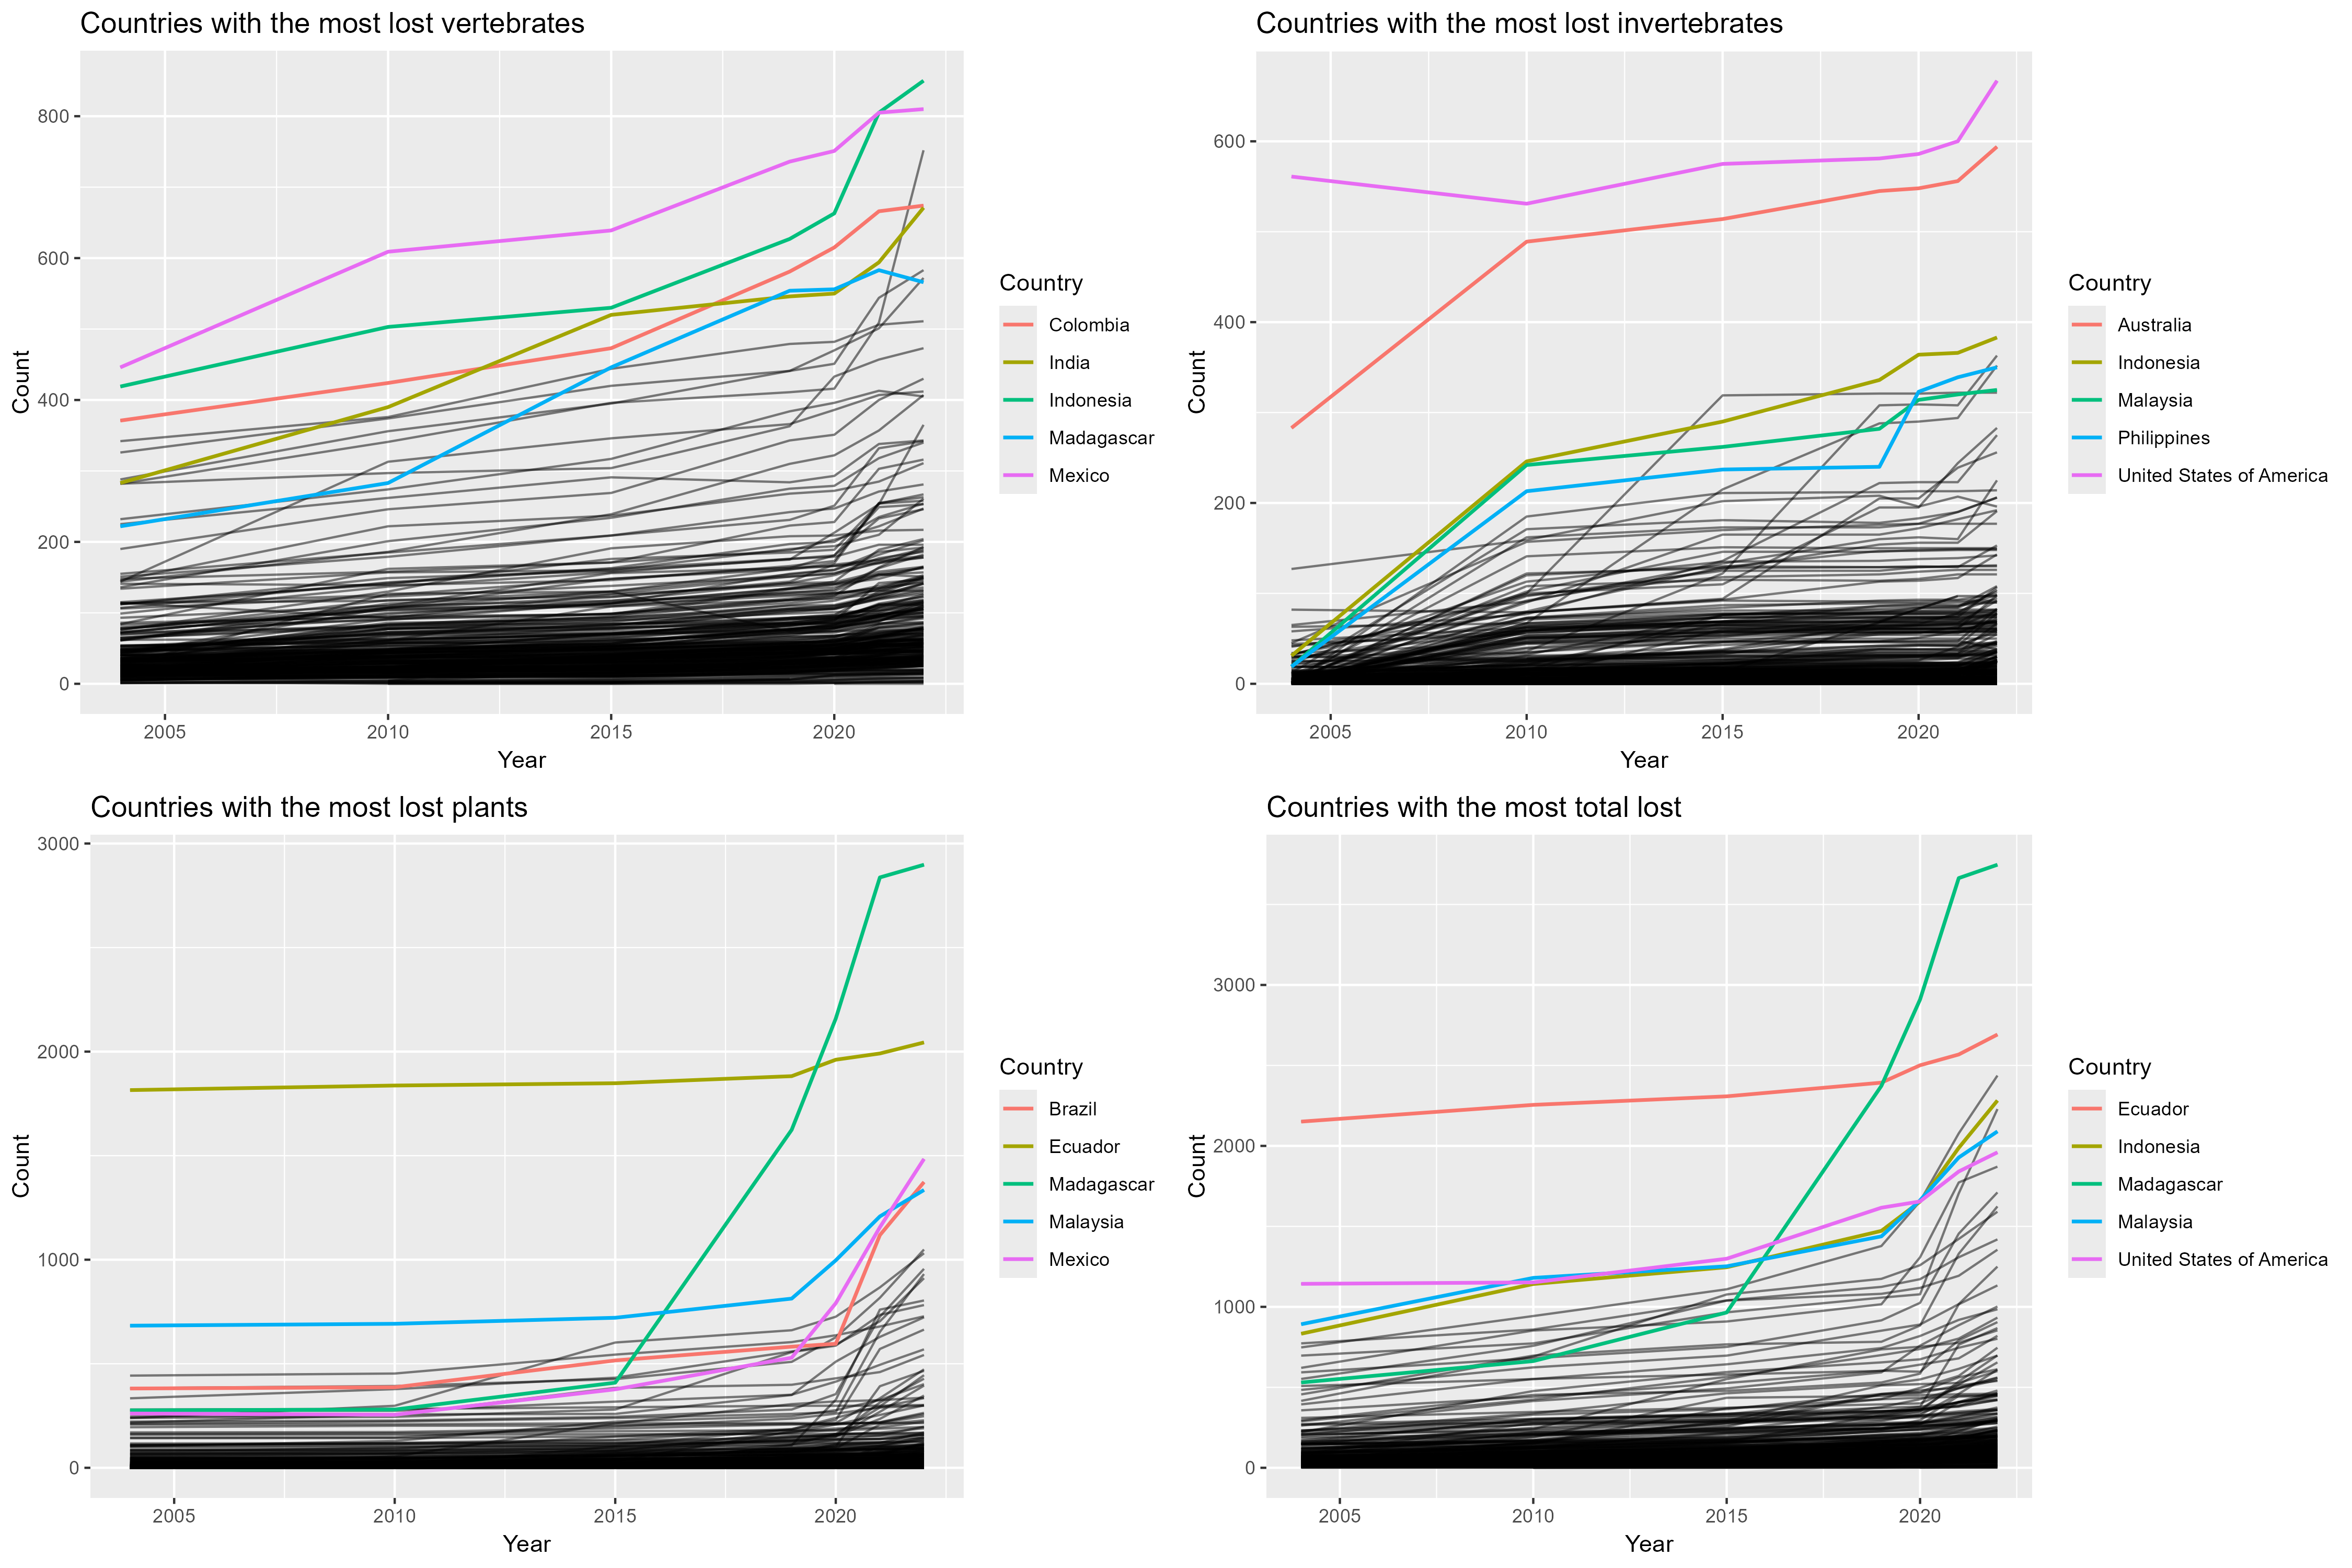 Countries with the most lost vertebrates
Count
800
600
400
200
0
2005 2010 2015 2020
Year
Country
Colombia
India
Indonesia
Madagascar
Mexico
Countries with the most lost invertebrates
Count
600
400
200
0
2005 2010 2015 2020
Year
Country
Australia
Indonesia
Malaysia
Philippines
United States of America
Countries with the most lost plants
Count
3000
2000
1000
0
2005 2010 2015 2020
Year
Country
Brazil
Ecuador
Madagascar
Malaysia
Mexico
Countries with the most total lost
Count
3000
2000
1000
0
2005 2010 2015 2020
Year
Country
Ecuador
Indonesia
Madagascar
Malaysia
United States of America